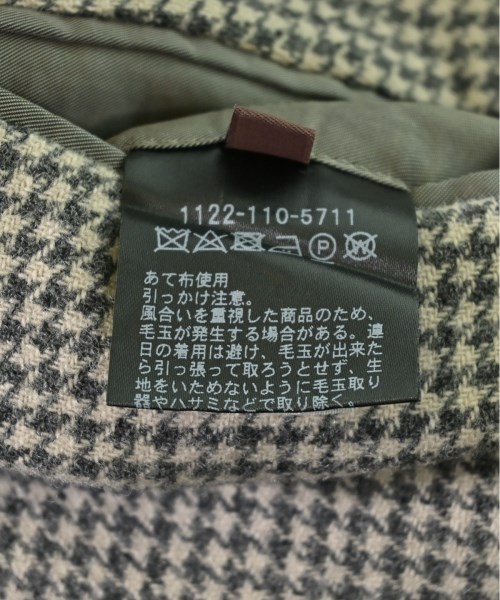 1122-110-5711
あて布使用
引っかけ注意。
風合いを重視した商品のため、
毛玉が発生する場合がある。連
日の着用は避け、毛玉が出来た
ら引っ張って取ろうとせず、生
地をいためないように毛玉取り
器やハサミなどで取り除く。